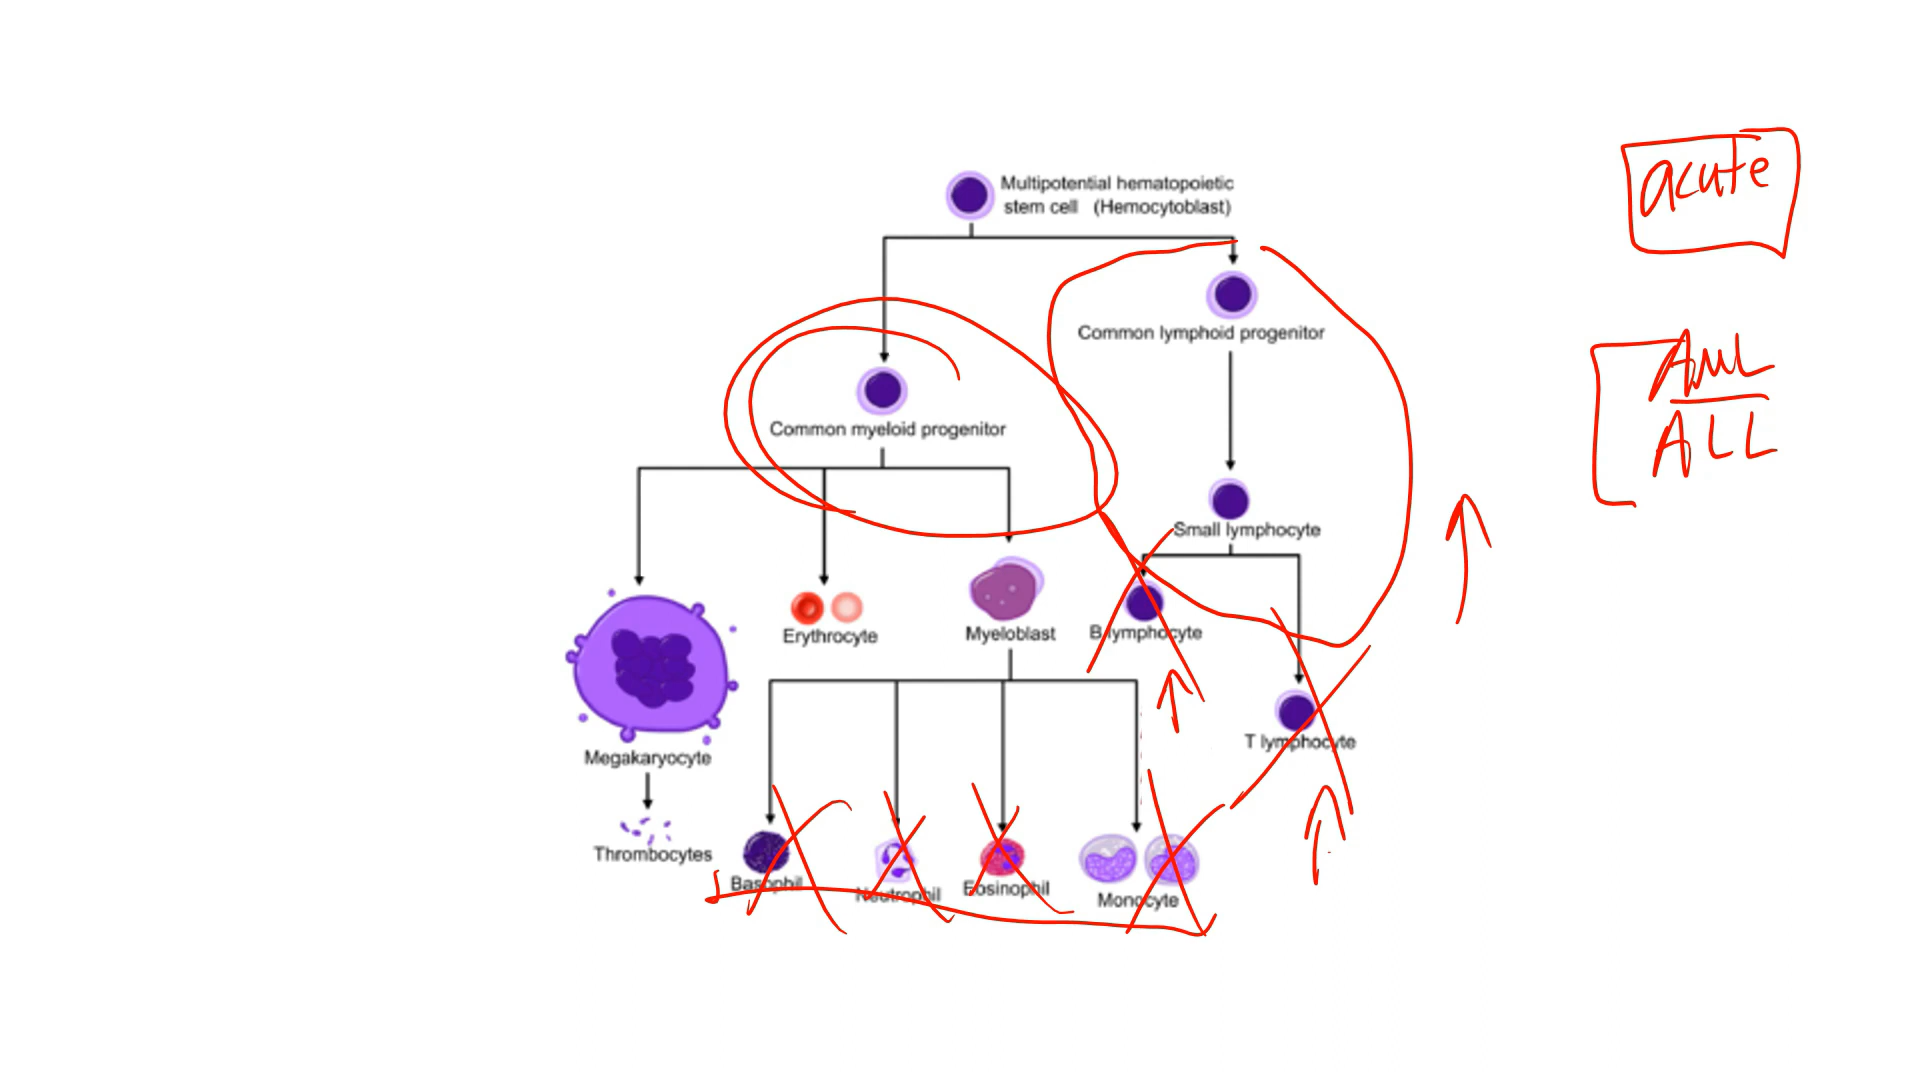 acute
Multipotential hematopoietic
stem cell (Hemocytoblast)
Common lymphoid progenitor
AML
ALL
Common myeloid progenitor
Small lymphocyte
Erythrocyte
Myeloblast
B lymphocyte
T lymphocyte
Megakaryocyte
Thrombocytes
Basophil
Neutrophil
Eosinophil
Monocyte